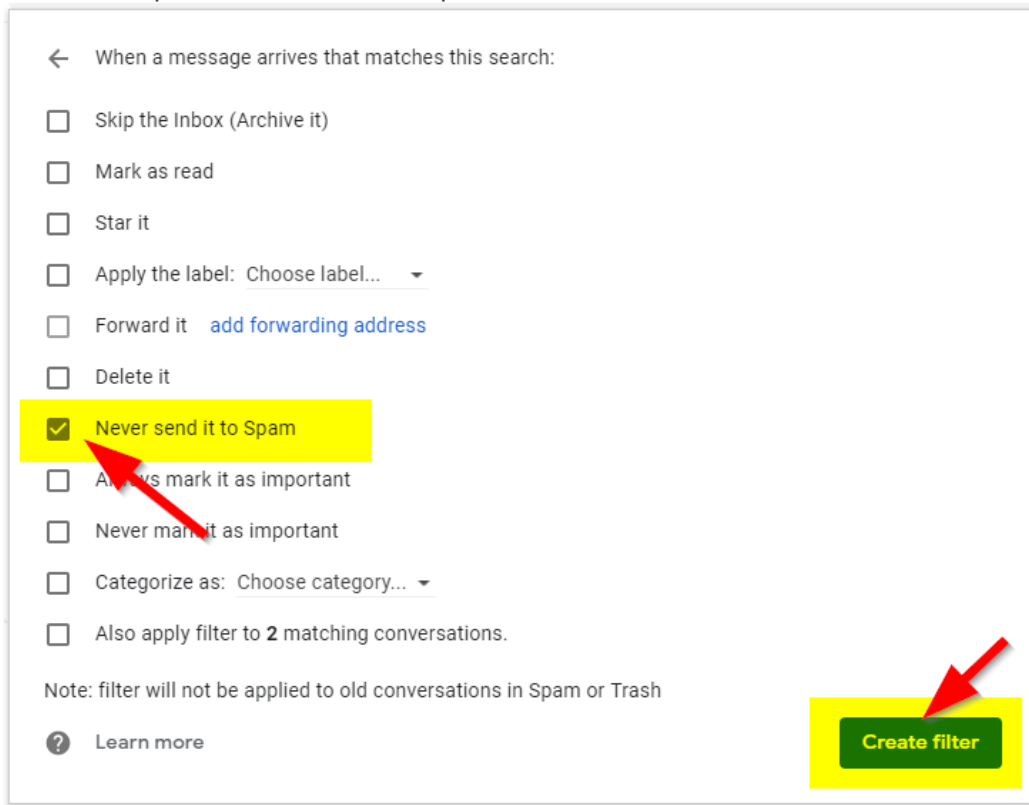 When a message arrives that matches this search:
Skip the Inbox (Archive it)
Mark as read
Star it
Apply the label: Choose label...
Forward it add forwarding address
Delete it
Never send it to Spam
Always mark it as important
Never mark it as important
Categorize as: Choose category...
Also apply filter to 2 matching conversations.
Note: filter will not be applied to old conversations in Spam or Trash
Learn more
Create filter